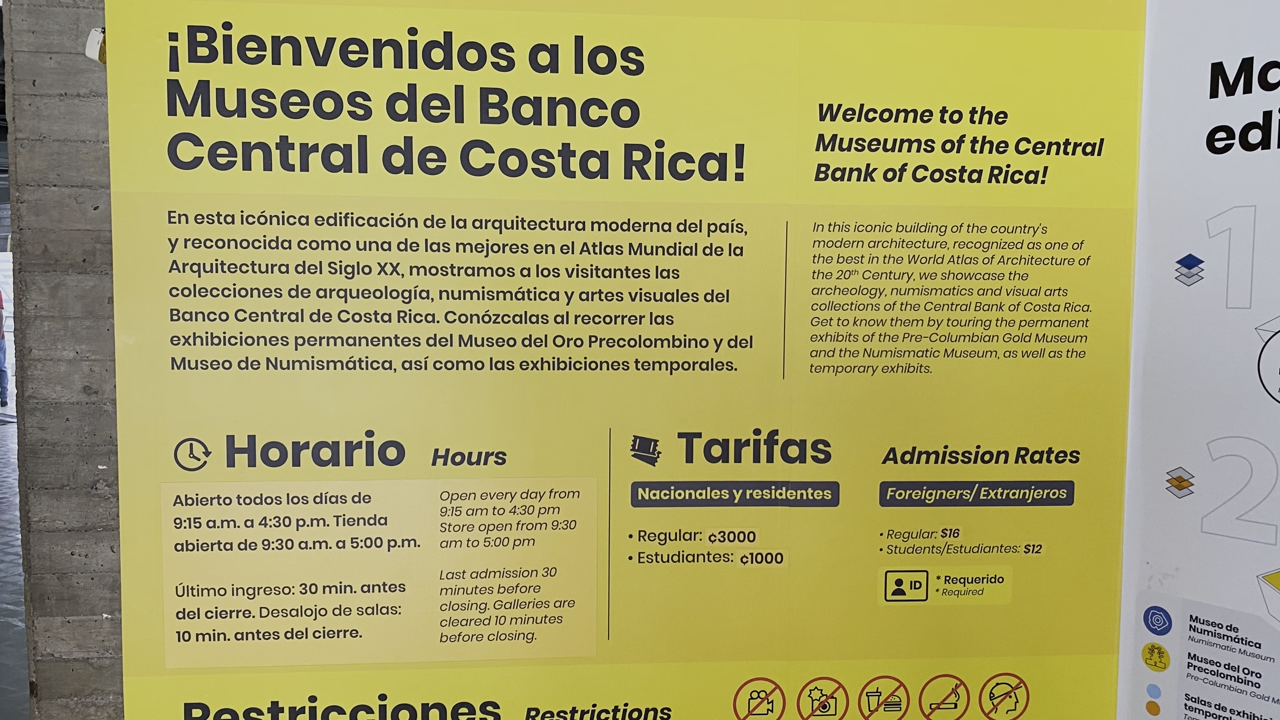 ¡Bienvenidos a los
Museos del Banco
Central de Costa Rica!
Welcome to the
Museums of the Central
Bank of Costa Rica!
En esta icónica edificación de la arquitectura moderna del país,
y reconocida como una de las mejores en el Atlas Mundial de la
Arquitectura del Siglo XX, mostramos a los visitantes las
colecciones de arqueología, numismática y artes visuales del
Banco Central de Costa Rica. Conózcalas al recorrer las
exhibiciones permanentes del Museo del Oro Precolombino y del
Museo de Numismática, así como las exhibiciones temporales.
In this iconic building of the country's
modern architecture, recognized as one of
the best in the World Atlas of Architecture of
the 20th Century, we showcase the
archeology, numismatics and visual arts
collections of the Central Bank of Costa Rica.
Get to know them by touring the permanent
exhibits of the Pre-Columbian Gold Museum
and the Numismatic Museum, as well as the
temporary exhibits.
Horario Hours
Abierto todos los días de
9:15 a.m. a 4:30 p.m. Tienda
abierta de 9:30 a.m. a 5:00 p.m.
Último ingreso: 30 min. antes
del cierre. Desalojo de salas:
10 min. antes del cierre.
Open every day from
9:15 am to 4:30 pm
Store open from 9:30
am to 5:00 pm
Last admission 30
minutes before
closing. Galleries are
cleared 10 minutes
before closing.
Tarifas Admission Rates
Nacionales y residentes
• Regular: ¢3000
• Estudiantes: ¢1000
Foreigners/Extranjeros
• Regular: $16
• Students/Estudiantes: $12
ID
* Requerido
* Required
Restricciones Restrictions
1
2
Museo de
Numismática
Numismatic Museum
Museo del Oro
Precolombino
Pre-Columbian Gold
Salas de